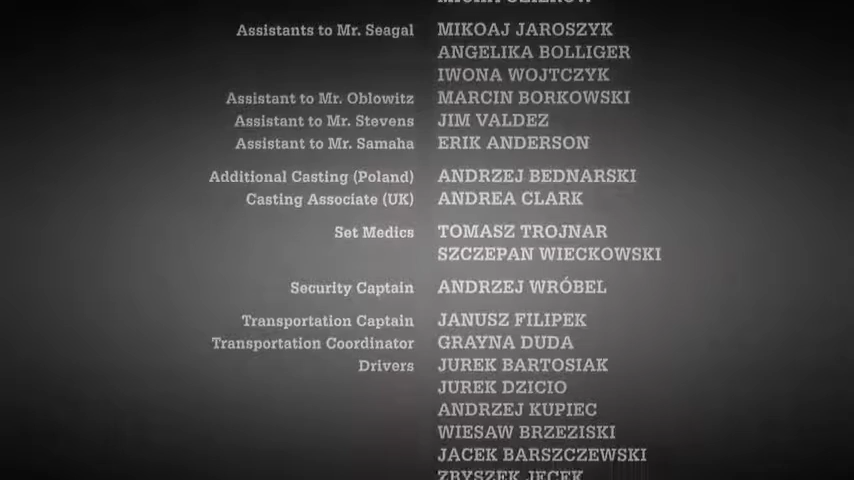 Assistants to Mr. Seagal MIKOAJ JAROSZYK
ANGELIKA BOLLIGER
IWONA WOJTCZYK
Assistant to Mr. Oblowitz MARCIN BORKOWSKI
Assistant to Mr. Stevens JIM VALDEZ
Assistant to Mr. Samaha ERIK ANDERSON
Additional Casting (Poland) ANDRZEJ BEDNARSKI
Casting Associate (UK) ANDREA CLARK
Set Medics TOMASZ TROJNAR
SZCZEPAN WIECKOWSKI
Security Captain ANDRZEJ WRÓBEL
Transportation Captain JANUSZ FILIPEK
Transportation Coordinator GRAYNA DUDA
Drivers JUREK BARTOSIAK
JUREK DZICIO
ANDRZEJ KUPIEC
WIESAW BRZEZISKI
JACEK BARSZCZEWSKI
ZBYSZEK JECEK